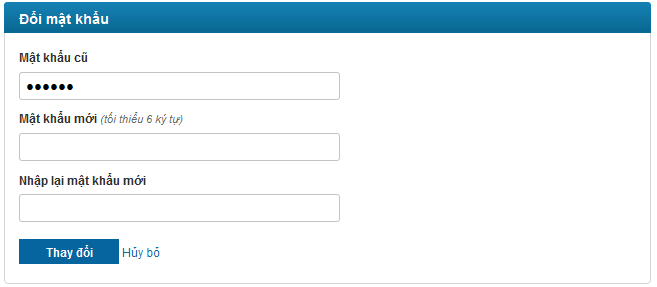 Đổi mật khẩu
Mật khẩu cũ
••••••
Mật khẩu mới (tối thiểu 6 ký tự)
Nhập lại mật khẩu mới
Thay đổi Hủy bỏ